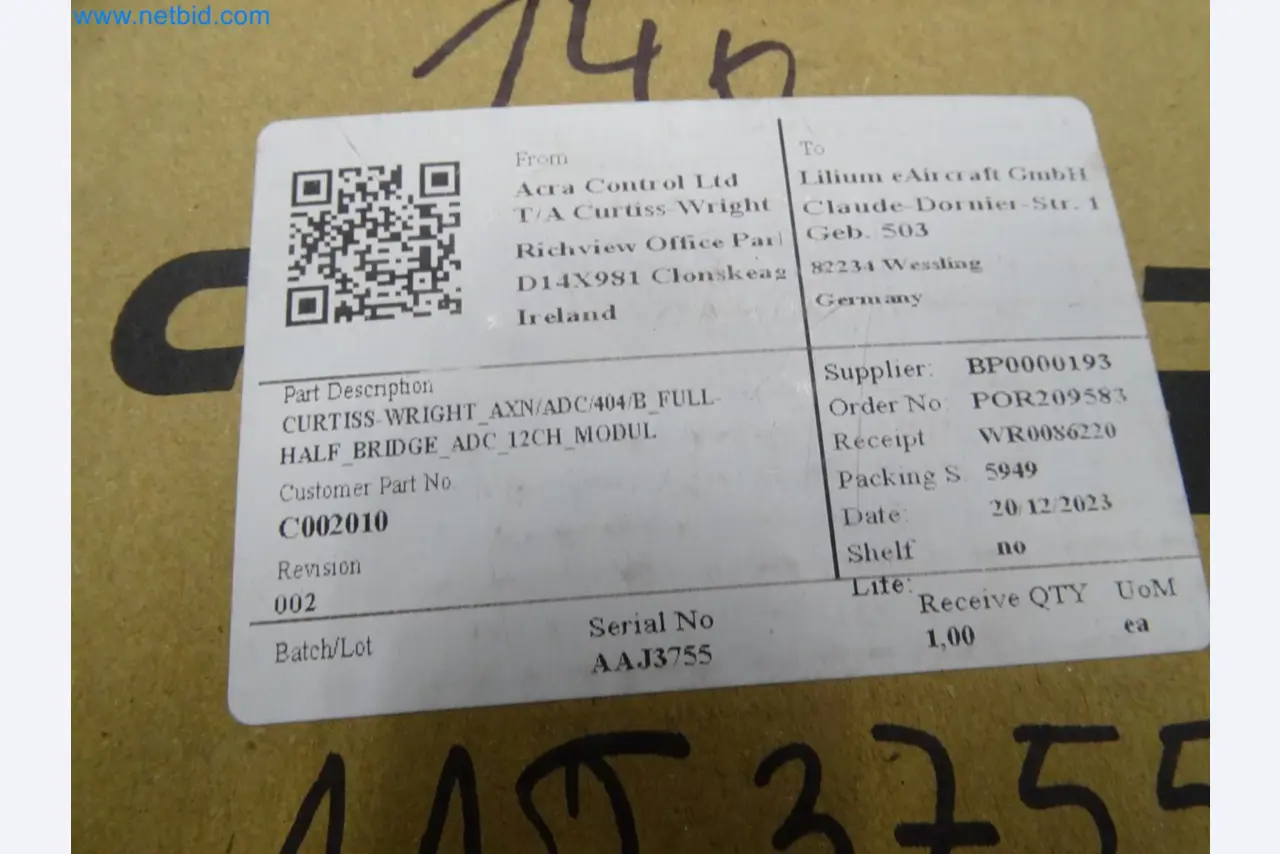 www.netbid.com
From
Acra Control Ltd
T/A Curtiss-Wright
Richview Office Par
D14X981 Clonskeag
Ireland
To
Lilium eAircraft GmbH
Claude-Dornier-Str. 1
Geb. 503
82234 Wessling
Germany
Part Description
CURTISS-WRIGHT_AXN/ADC/404/B_FULL-
HALF_BRIDGE_ADC_12CH_MODUL
Customer Part No
C002010
Revision
002
Supplier: BP0000193
Order No: POR209583
Receipt WR0086220
Packing S. 5949
Date: 20/12/2023
Shelf no
Life:
Batch/Lot
Serial No
AAJ3755
Receive QTY UoM
1,00 ea
3755